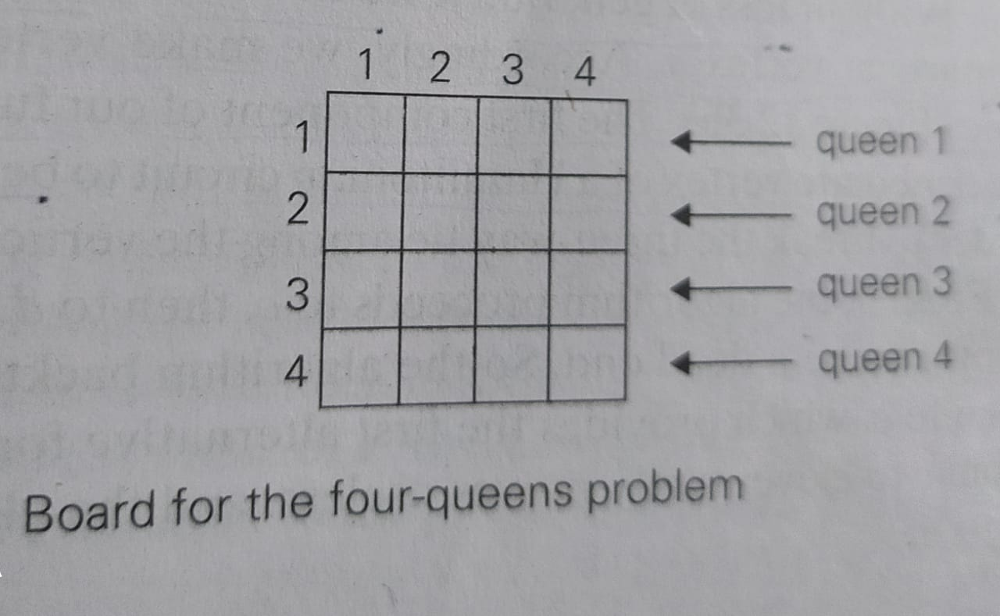 1 2 3 4
1 queen 1
2 queen 2
3 queen 3
4 queen 4
Board for the four-queens problem